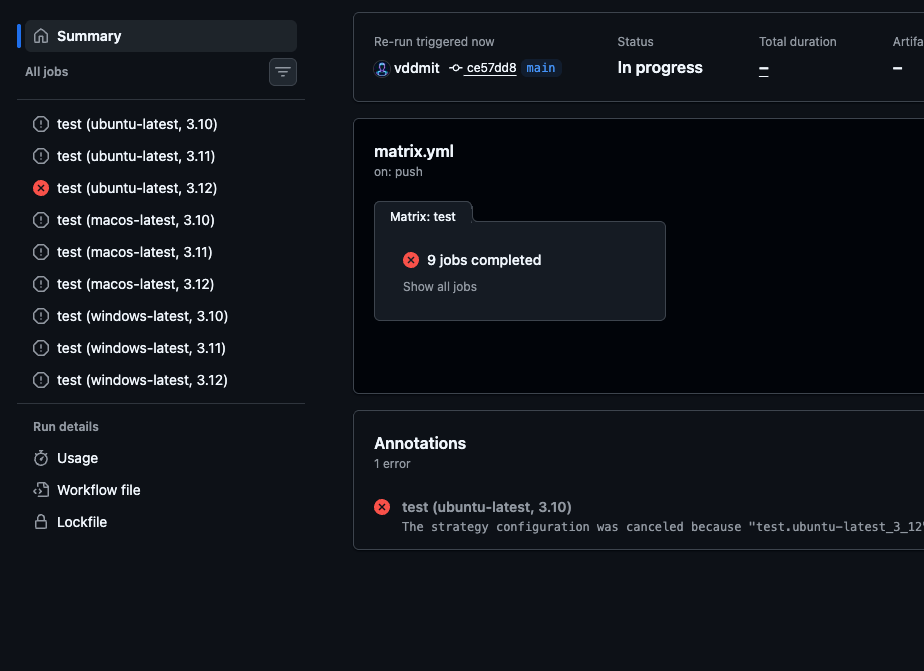 Summary
All jobs
test (ubuntu-latest, 3.10)
test (ubuntu-latest, 3.11)
test (ubuntu-latest, 3.12)
test (macos-latest, 3.10)
test (macos-latest, 3.11)
test (macos-latest, 3.12)
test (windows-latest, 3.10)
test (windows-latest, 3.11)
test (windows-latest, 3.12)
Run details
Usage
Workflow file
Lockfile
Re-run triggered now
vddmit ce57dd8 main
Status
In progress
Total duration
–
Artifa
–
matrix.yml
on: push
Matrix: test
9 jobs completed
Show all jobs
Annotations
1 error
test (ubuntu-latest, 3.10)
The strategy configuration was canceled because "test.ubuntu-latest_3_12"